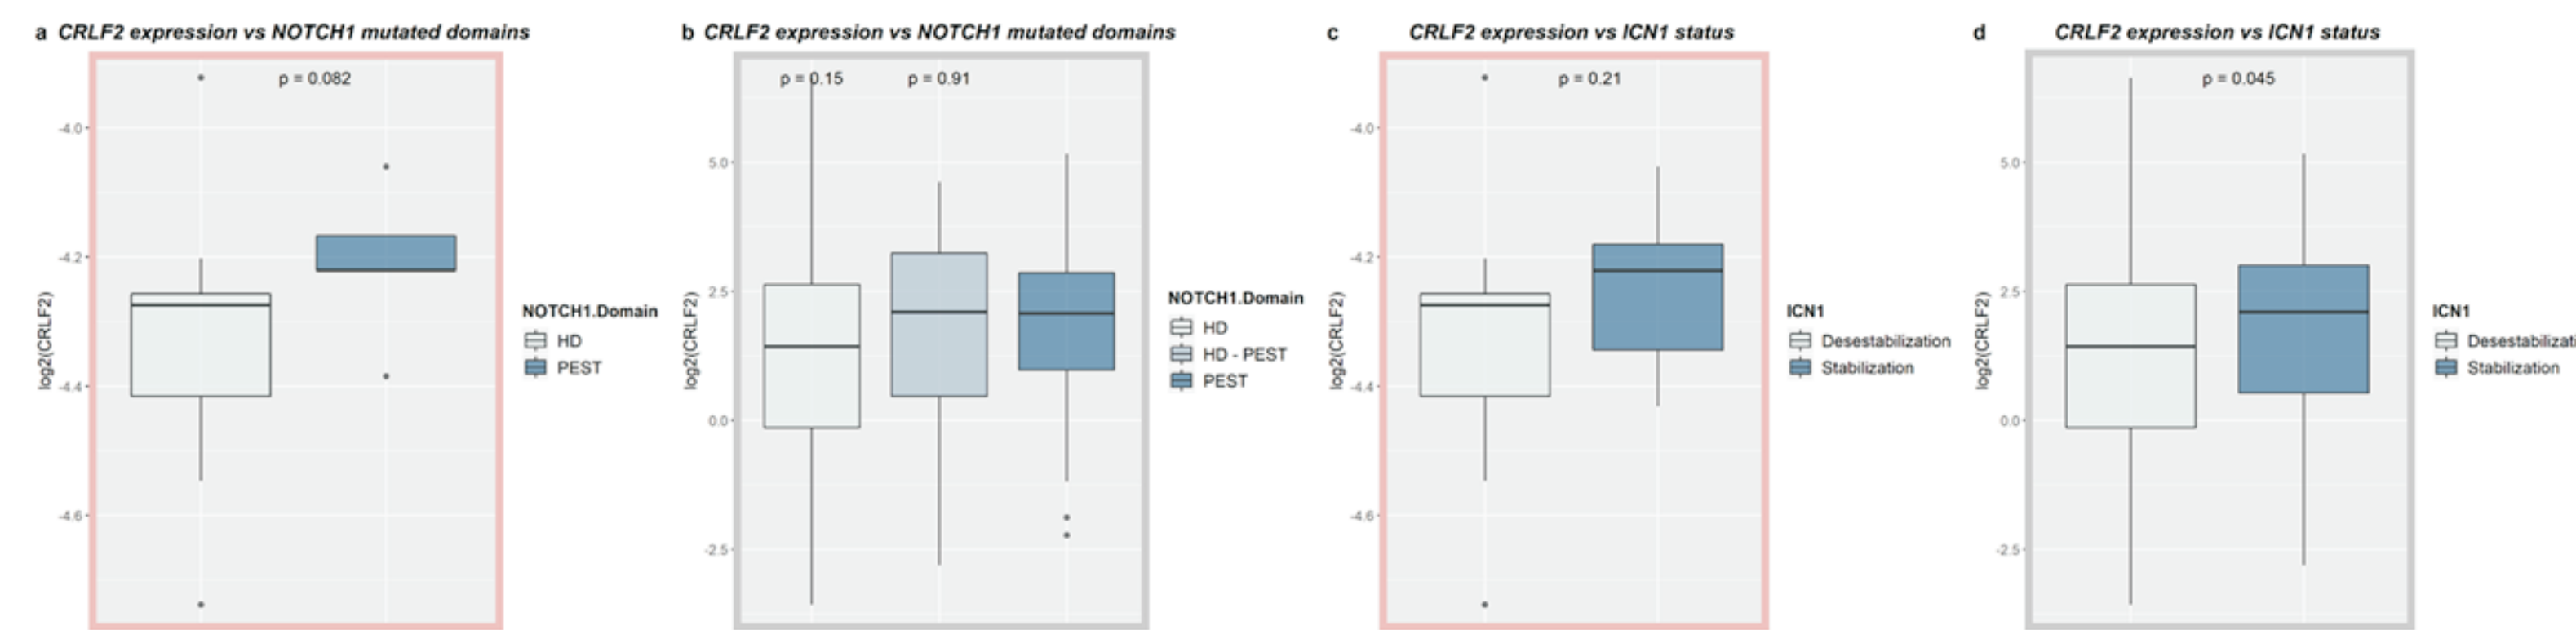 a CRLF2 expression vs NOTCH1 mutated domains
p = 0.082
-4.0
-4.2
-4.4
-4.6
log2(CRLF2)
NOTCH1.Domain
HD
PEST
b CRLF2 expression vs NOTCH1 mutated domains
p = 0.15 p = 0.91
5.0
2.5
0.0
-2.5
log2(CRLF2)
NOTCH1.Domain
HD
HD - PEST
PEST
c CRLF2 expression vs ICN1 status
p = 0.21
-4.0
-4.2
-4.4
-4.6
log2(CRLF2)
ICN1
Desestabilization
Stabilization
d CRLF2 expression vs ICN1 status
p = 0.045
5.0
2.5
0.0
-2.5
log2(CRLF2)
ICN1
Desestabilizati
Stabilization